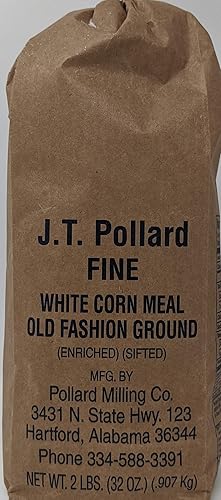 J.T. Pollard
FINE
WHITE CORN MEAL
OLD FASHION GROUND
(ENRICHED) (SIFTED)
MFG. BY
Pollard Milling Co.
3431 N. State Hwy. 123
Hartford, Alabama 36344
Phone 334-588-3391
NET WT. 2 LBS. (32 OZ.) (.907 Kg)